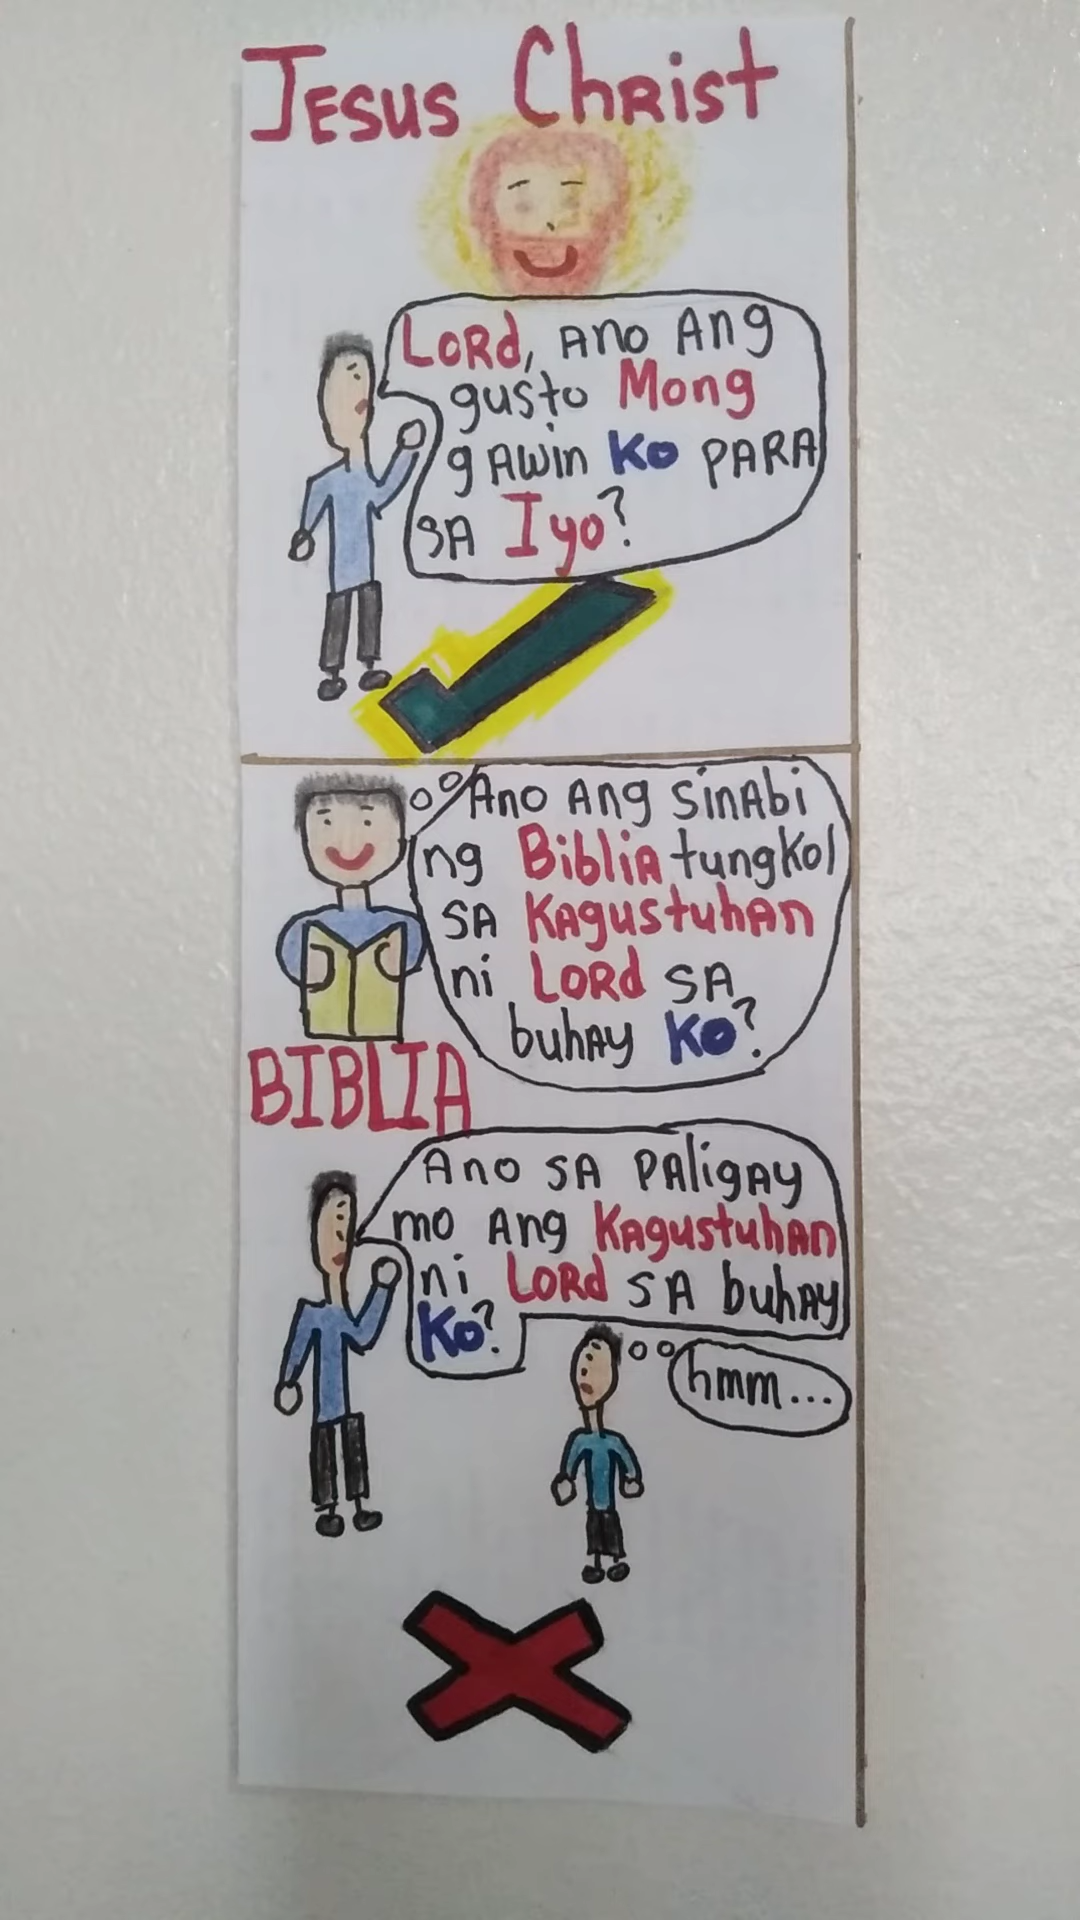 JESUS ChRist
LORd, ANo ANg
gusto Mong
gAwin Ko PARA
sA Iyo?
Ano Ang sinAbi
ng BibliA tungkol
sA KAgustuhAn
ni LORd sA
buhAy Ko?
BIBLIA
Ano sA PAligAy
mo Ang KAgustuhAn
ni LORd sA buhAy
Ko?
hmm...